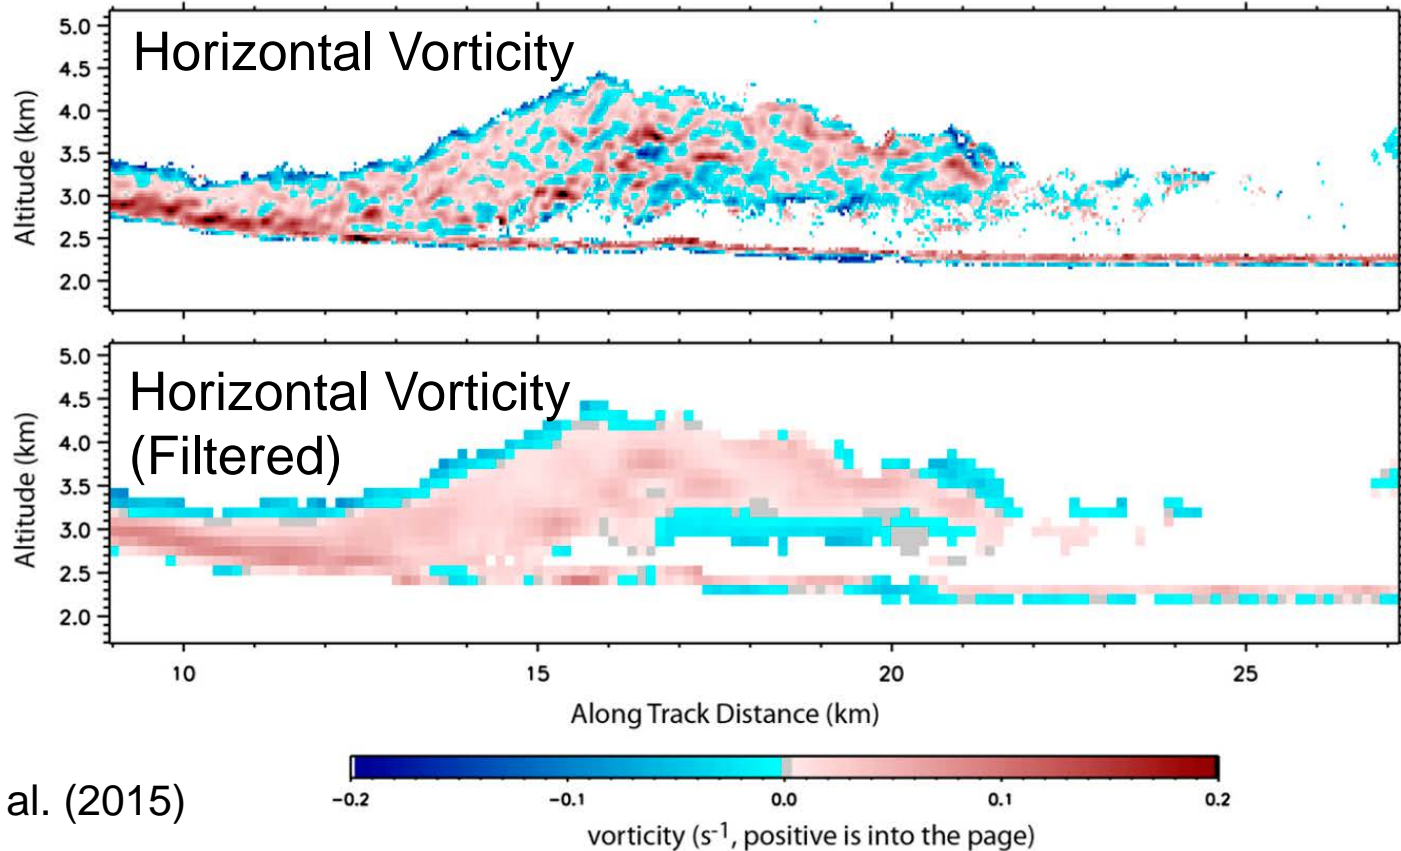 Horizontal Vorticity
5.0
4.5
4.0
3.5
3.0
2.5
2.0
Altitude (km)
Horizontal Vorticity
(Filtered)
5.0
4.5
4.0
3.5
3.0
2.5
2.0
Altitude (km)
10 15 20 25
Along Track Distance (km)
al. (2015)
−0.2 −0.1 0.0 0.1 0.2
vorticity (s⁻¹, positive is into the page)